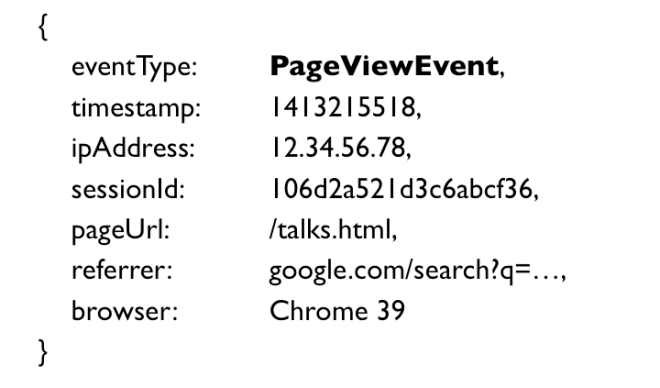 {
eventType: PageViewEvent,
timestamp: 1413215518,
ipAddress: 12.34.56.78,
sessionId: 106d2a521d3c6abcf36,
pageUrl: /talks.html,
referrer: google.com/search?q=…,
browser: Chrome 39
}